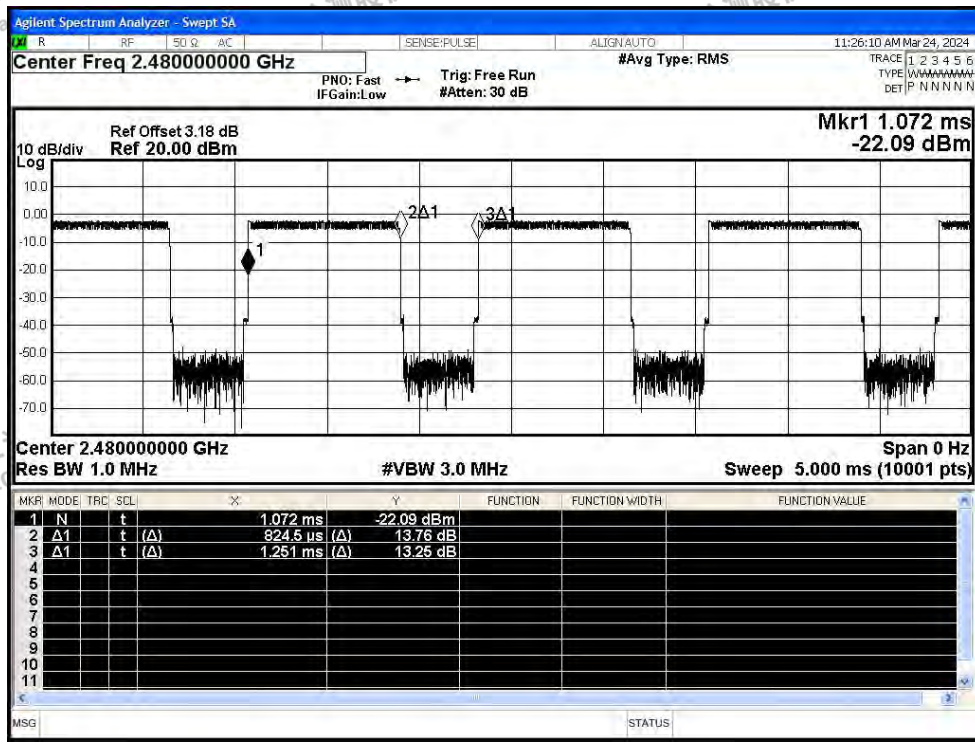 Agilent Spectrum Analyzer - Swept SA
R RF 50 Ω AC SENSE:PULSE ALIGN AUTO 11:26:10 AM Mar 24, 2024
Center Freq 2.480000000 GHz #Avg Type: RMS TRACE 1 2 3 4 5 6
PNO: Fast Trig: Free Run TYPE WWWWWW
IFGain:Low #Atten: 30 dB DET P N N N N N
Mkr1 1.072 ms
Ref Offset 3.18 dB
10 dB/div Ref 20.00 dBm -22.09 dBm
Log
10.0
0.00 2Δ1 3Δ1
-10.0
1
-20.0
-30.0
-40.0
-50.0
-60.0
-70.0
Center 2.480000000 GHz Span 0 Hz
Res BW 1.0 MHz #VBW 3.0 MHz Sweep 5.000 ms (10001 pts)
MKR MODE TRC SCL X Y FUNCTION FUNCTION WIDTH FUNCTION VALUE
1 N t 1.072 ms -22.09 dBm
2 Δ1 t (Δ) 824.5 µs (Δ) 13.76 dB
3 Δ1 t (Δ) 1.251 ms (Δ) 13.25 dB
4
5
6
7
8
9
10
11
MSG STATUS